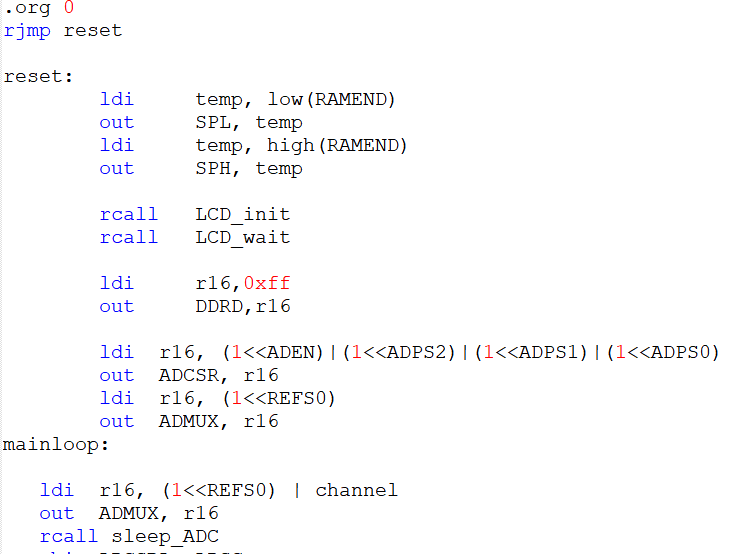 .org 0
rjmp reset
reset:
ldi temp, low(RAMEND)
out SPL, temp
ldi temp, high(RAMEND)
out SPH, temp
rcall LCD_init
rcall LCD_wait
ldi r16,0xff
out DDRD,r16
ldi r16, (1<<ADEN)|(1<<ADPS2)|(1<<ADPS1)|(1<<ADPS0)
out ADCSR, r16
ldi r16, (1<<REFS0)
out ADMUX, r16
mainloop:
ldi r16, (1<<REFS0) | channel
out ADMUX, r16
rcall sleep_ADC